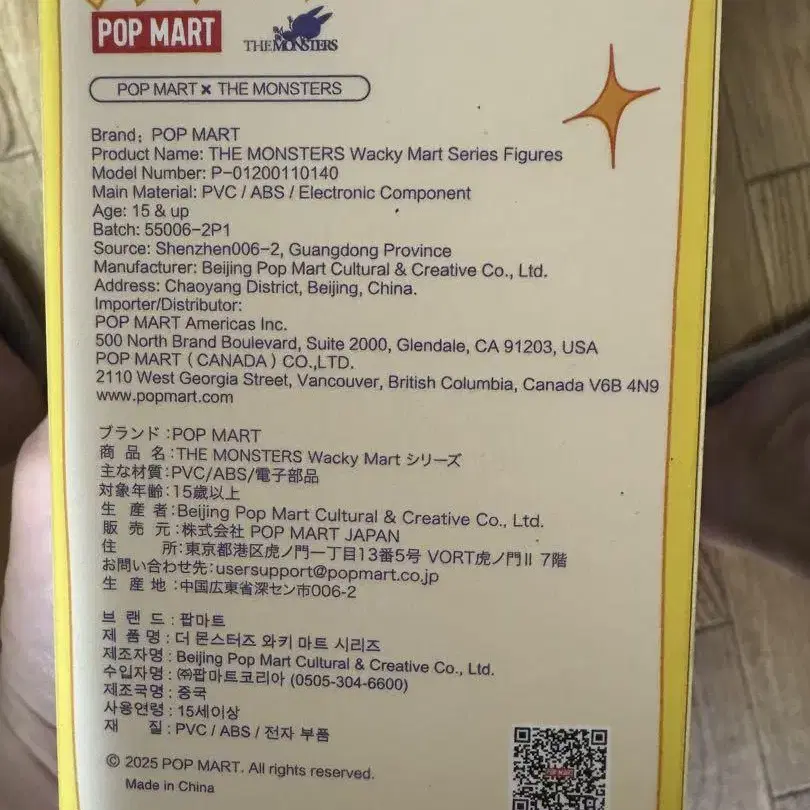 POP MART
THE MONSTERS
POP MART × THE MONSTERS
Brand; POP MART
Product Name: THE MONSTERS Wacky Mart Series Figures
Model Number: P-01200110140
Main Material: PVC / ABS / Electronic Component
Age: 15 & up
Batch: 55006-2P1
Source: Shenzhen006-2, Guangdong Province
Manufacturer: Beijing Pop Mart Cultural & Creative Co., Ltd.
Address: Chaoyang District, Beijing, China.
Importer/Distributor:
POP MART Americas Inc.
500 North Brand Boulevard, Suite 2000, Glendale, CA 91203, USA
POP MART ( CANADA ) CO.,LTD.
2110 West Georgia Street, Vancouver, British Columbia, Canada V6B 4N9
www.popmart.com
ブランド:POP MART
商品名:THE MONSTERS Wacky Mart シリーズ
主な材質:PVC/ABS/電子部品
対象年齢:15歳以上
生産者:Beijing Pop Mart Cultural & Creative Co., Ltd.
販売元:株式会社 POP MART JAPAN
住所:東京都港区虎ノ門一丁目13番5号 VORT虎ノ門Ⅱ 7階
お問い合わせ先:usersupport@popmart.co.jp
生産地:中国広東省深セン市006-2
브랜드 : 팝마트
제품명 : 더 몬스터즈 와키 마트 시리즈
제조자명 : Beijing Pop Mart Cultural & Creative Co., Ltd.
수입자명 : ㈜팝마트코리아 (0505-304-6600)
제조국명 : 중국
사용연령 : 15세이상
재질 : PVC / ABS / 전자 부품
© 2025 POP MART. All rights reserved.
Made in China
POP MART